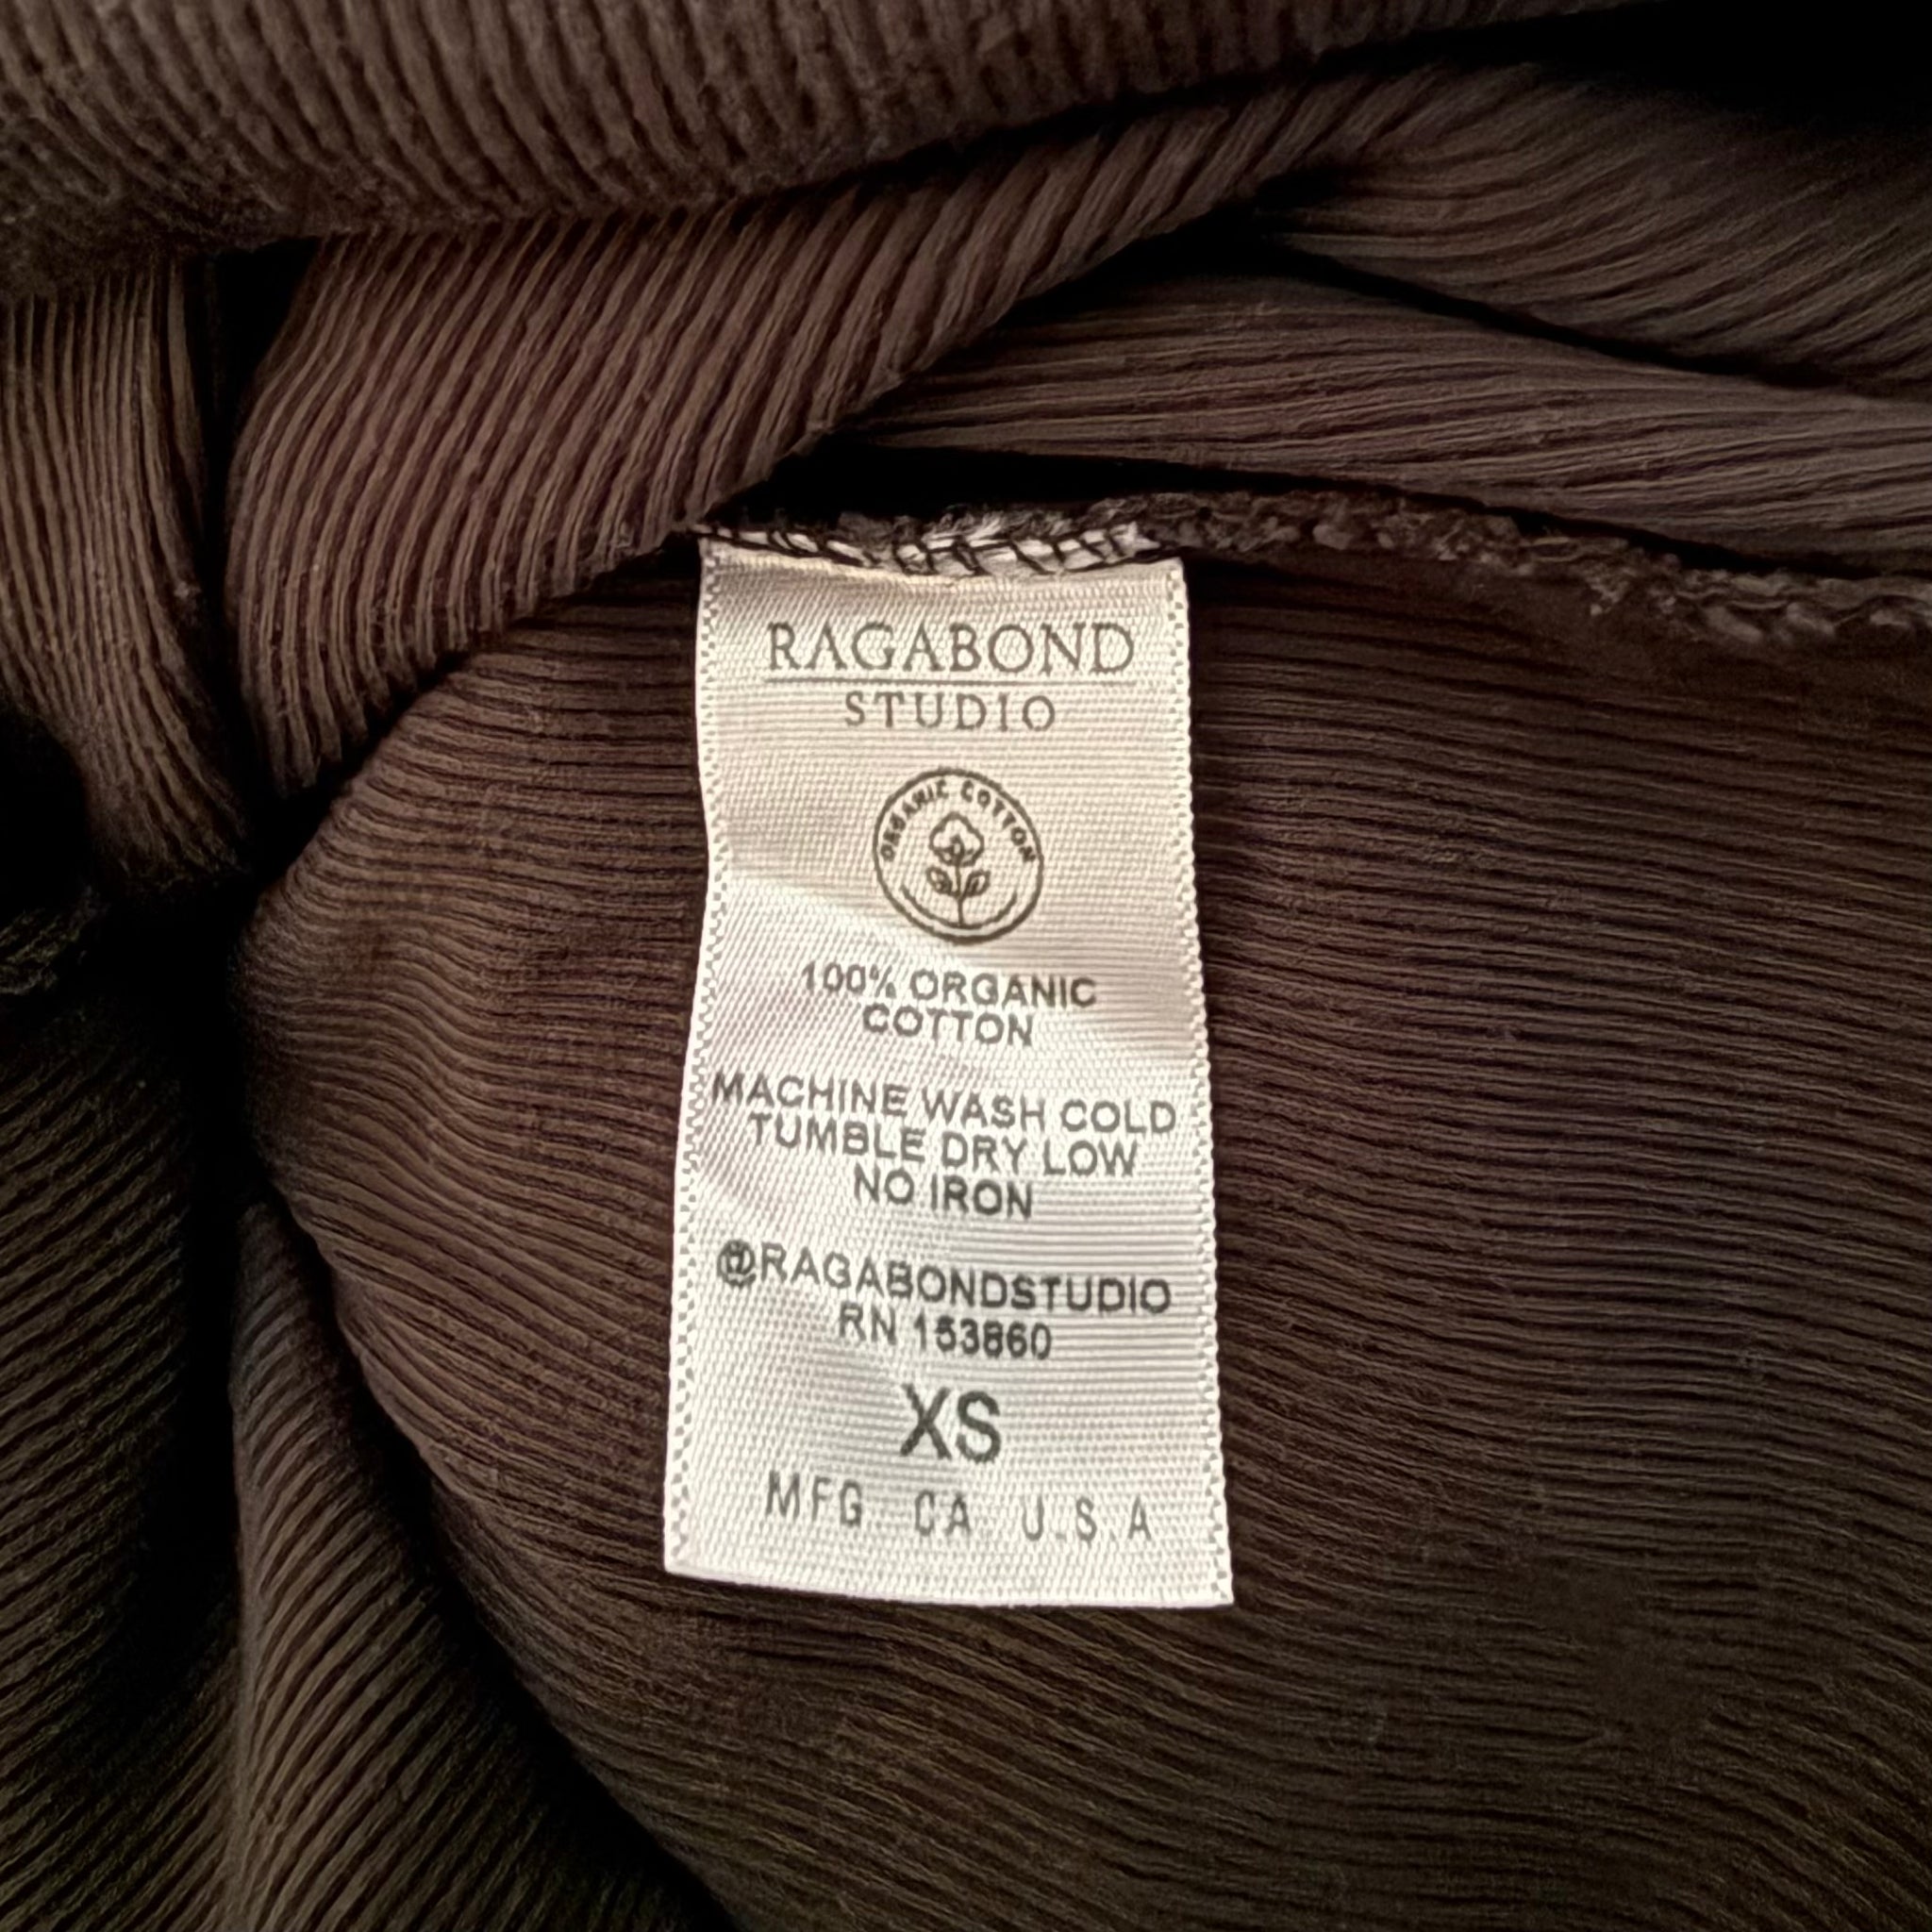 RAGABOND
STUDIO
ORGANIC COTTON
100% ORGANIC
COTTON
MACHINE WASH COLD
TUMBLE DRY LOW
NO IRON
@RAGABONDSTUDIO
RN 153860
XS
MFG CA U.S.A